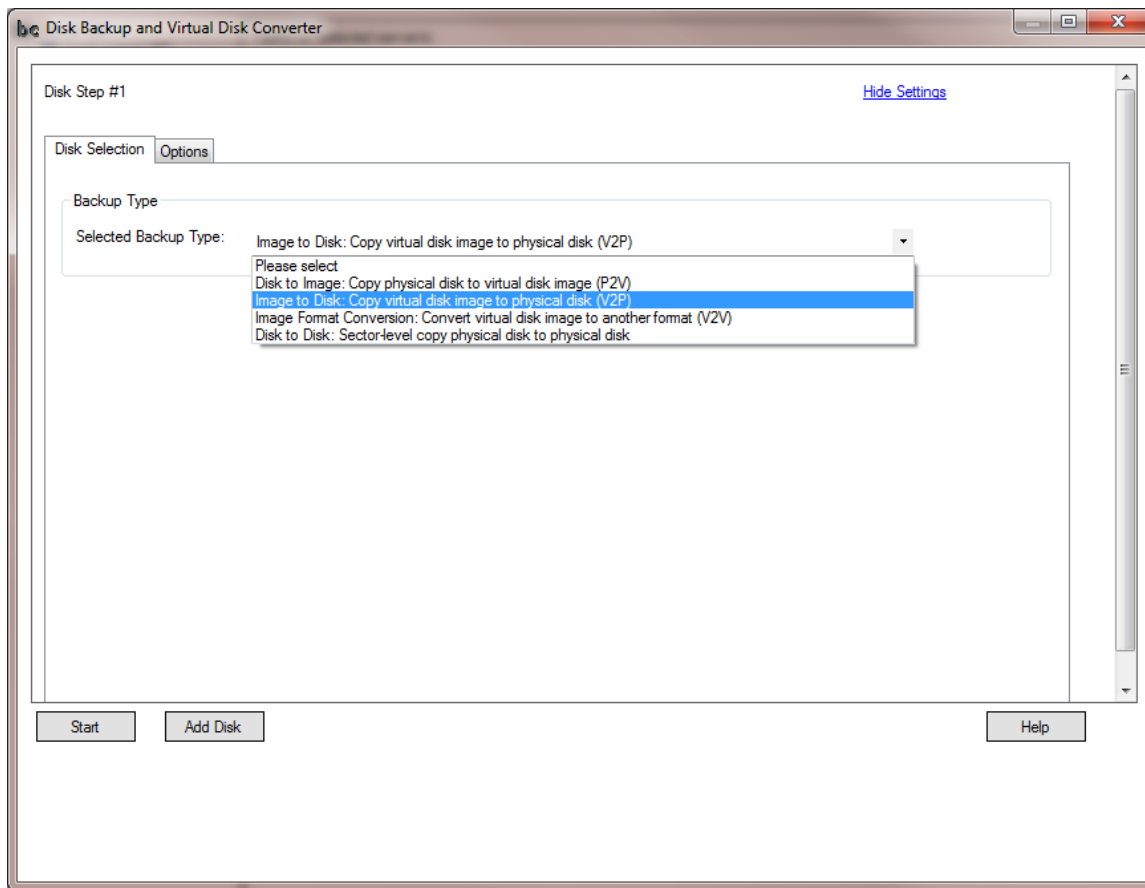 bc Disk Backup and Virtual Disk Converter
Disk Step #1
Hide Settings
Disk Selection
Options
Backup Type
Selected Backup Type:
Image to Disk: Copy virtual disk image to physical disk (V2P)
Please select
Disk to Image: Copy physical disk to virtual disk image (P2V)
Image to Disk: Copy virtual disk image to physical disk (V2P)
Image Format Conversion: Convert virtual disk image to another format (V2V)
Disk to Disk: Sector-level copy physical disk to physical disk
Start
Add Disk
Help